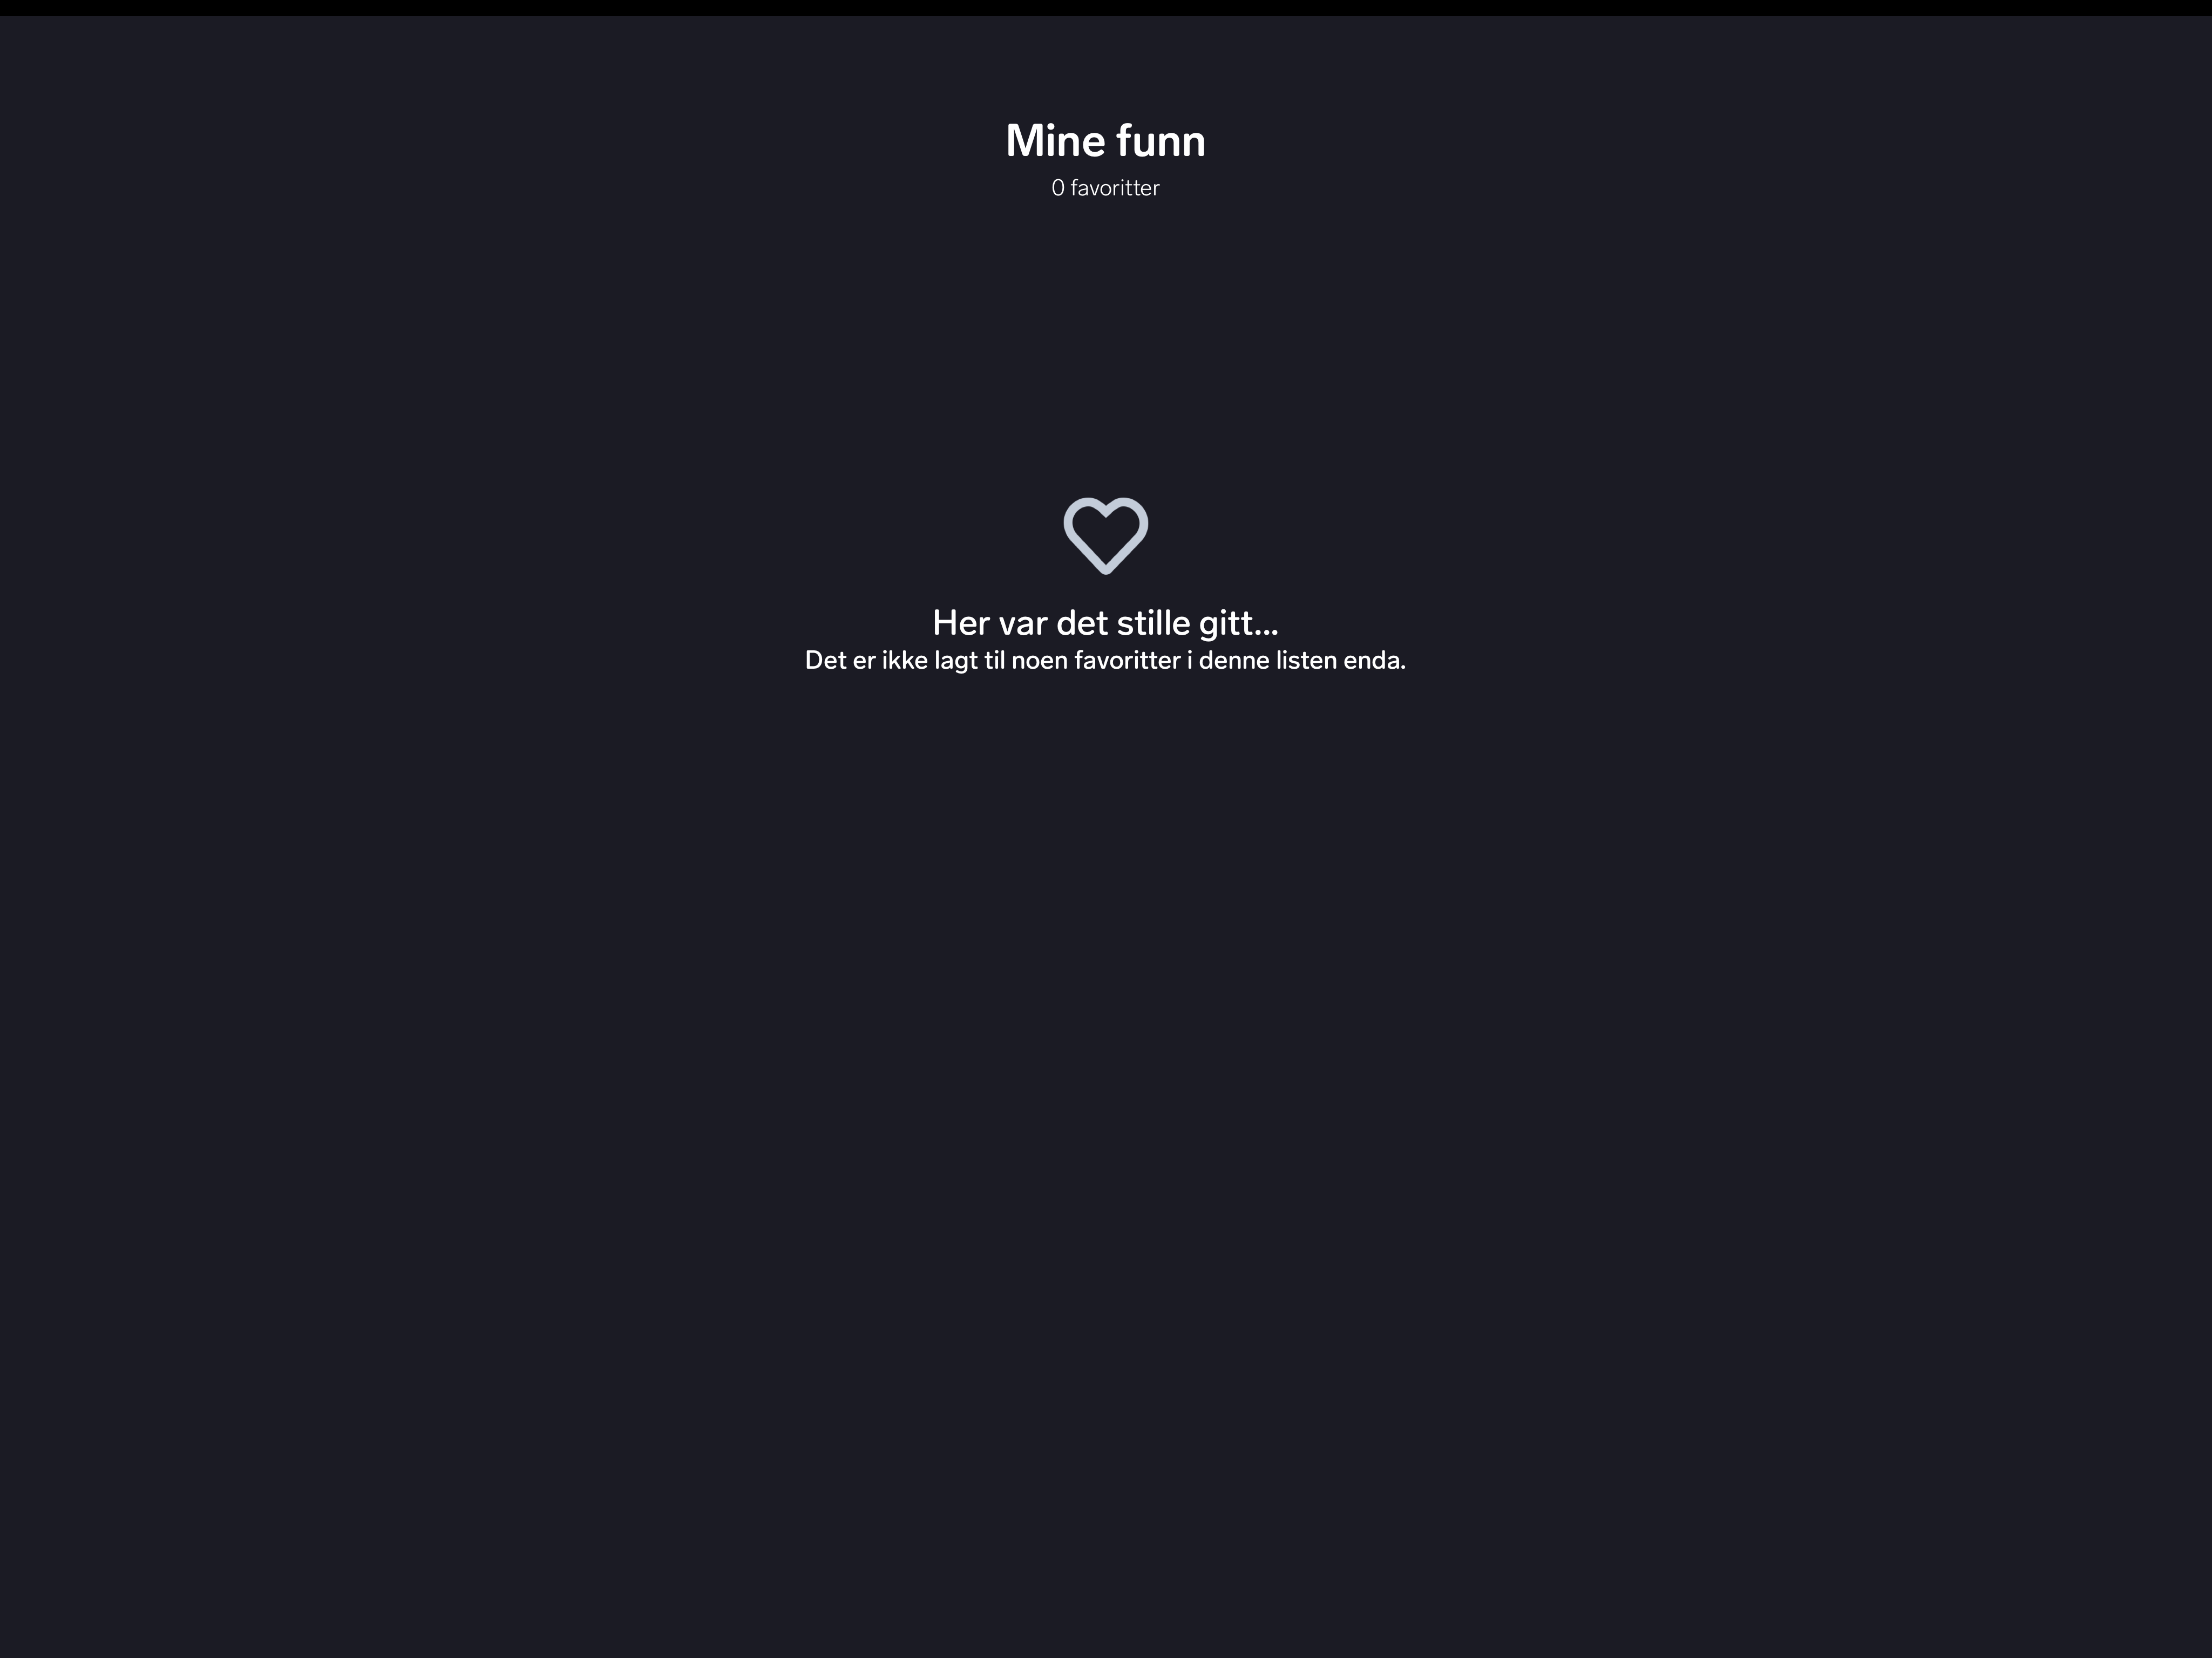 Mine funn
0 favoritter
Her var det stille gitt...
Det er ikke lagt til noen favoritter i denne listen enda.